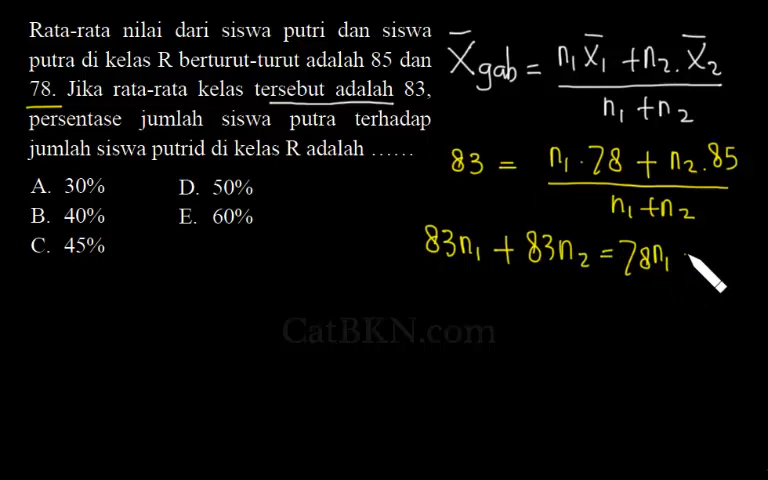 Rata-rata nilai dari siswa putri dan siswa
putra di kelas R berturut-turut adalah 85 dan
78. Jika rata-rata kelas tersebut adalah 83,
persentase jumlah siswa putra terhadap
jumlah siswa putrid di kelas R adalah ......
A. 30% D. 50%
B. 40% E. 60%
C. 45%
X̄gab = (n₁X̄₁ + n₂.X̄₂) / (n₁ + n₂)
83 = (n₁.78 + n₂.85) / (n₁ + n₂)
83n₁ + 83n₂ = 78n₁
CatBKN.com